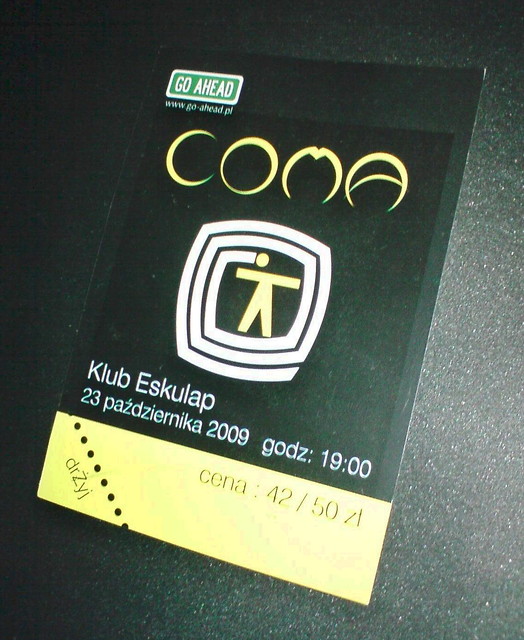 GO AHEAD
www.go-ahead.pl
COMA
Klub Eskulap
23 października 2009 godz: 19:00
cena : 42 / 50 zł
drŻyj